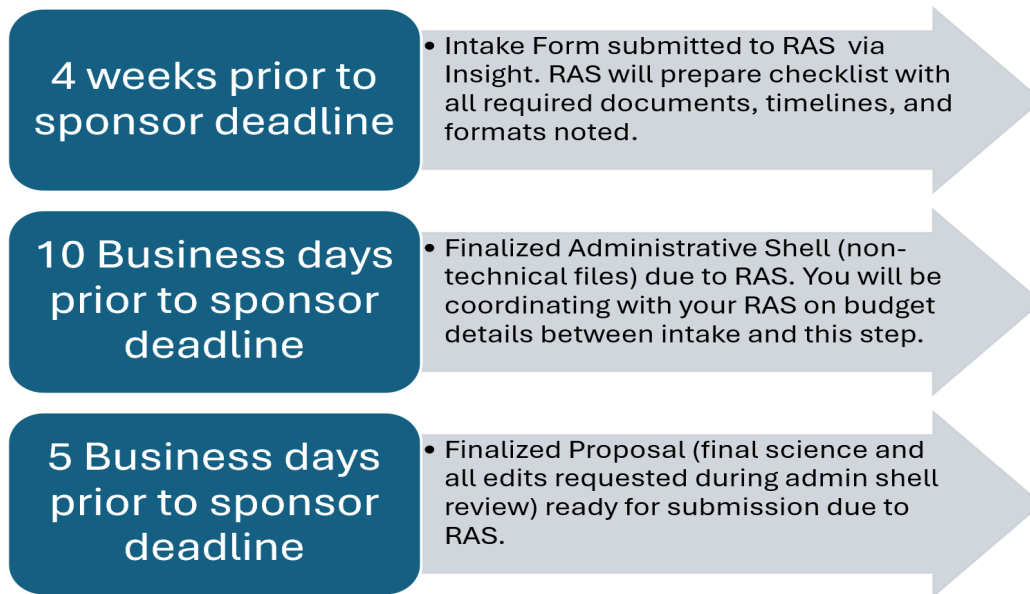 4 weeks prior to
sponsor deadline
• Intake Form submitted to RAS via
Insight. RAS will prepare checklist with
all required documents, timelines, and
formats noted.
10 Business days
prior to sponsor
deadline
• Finalized Administrative Shell (non-
technical files) due to RAS. You will be
coordinating with your RAS on budget
details between intake and this step.
5 Business days
prior to sponsor
deadline
• Finalized Proposal (final science and
all edits requested during admin shell
review) ready for submission due to
RAS.